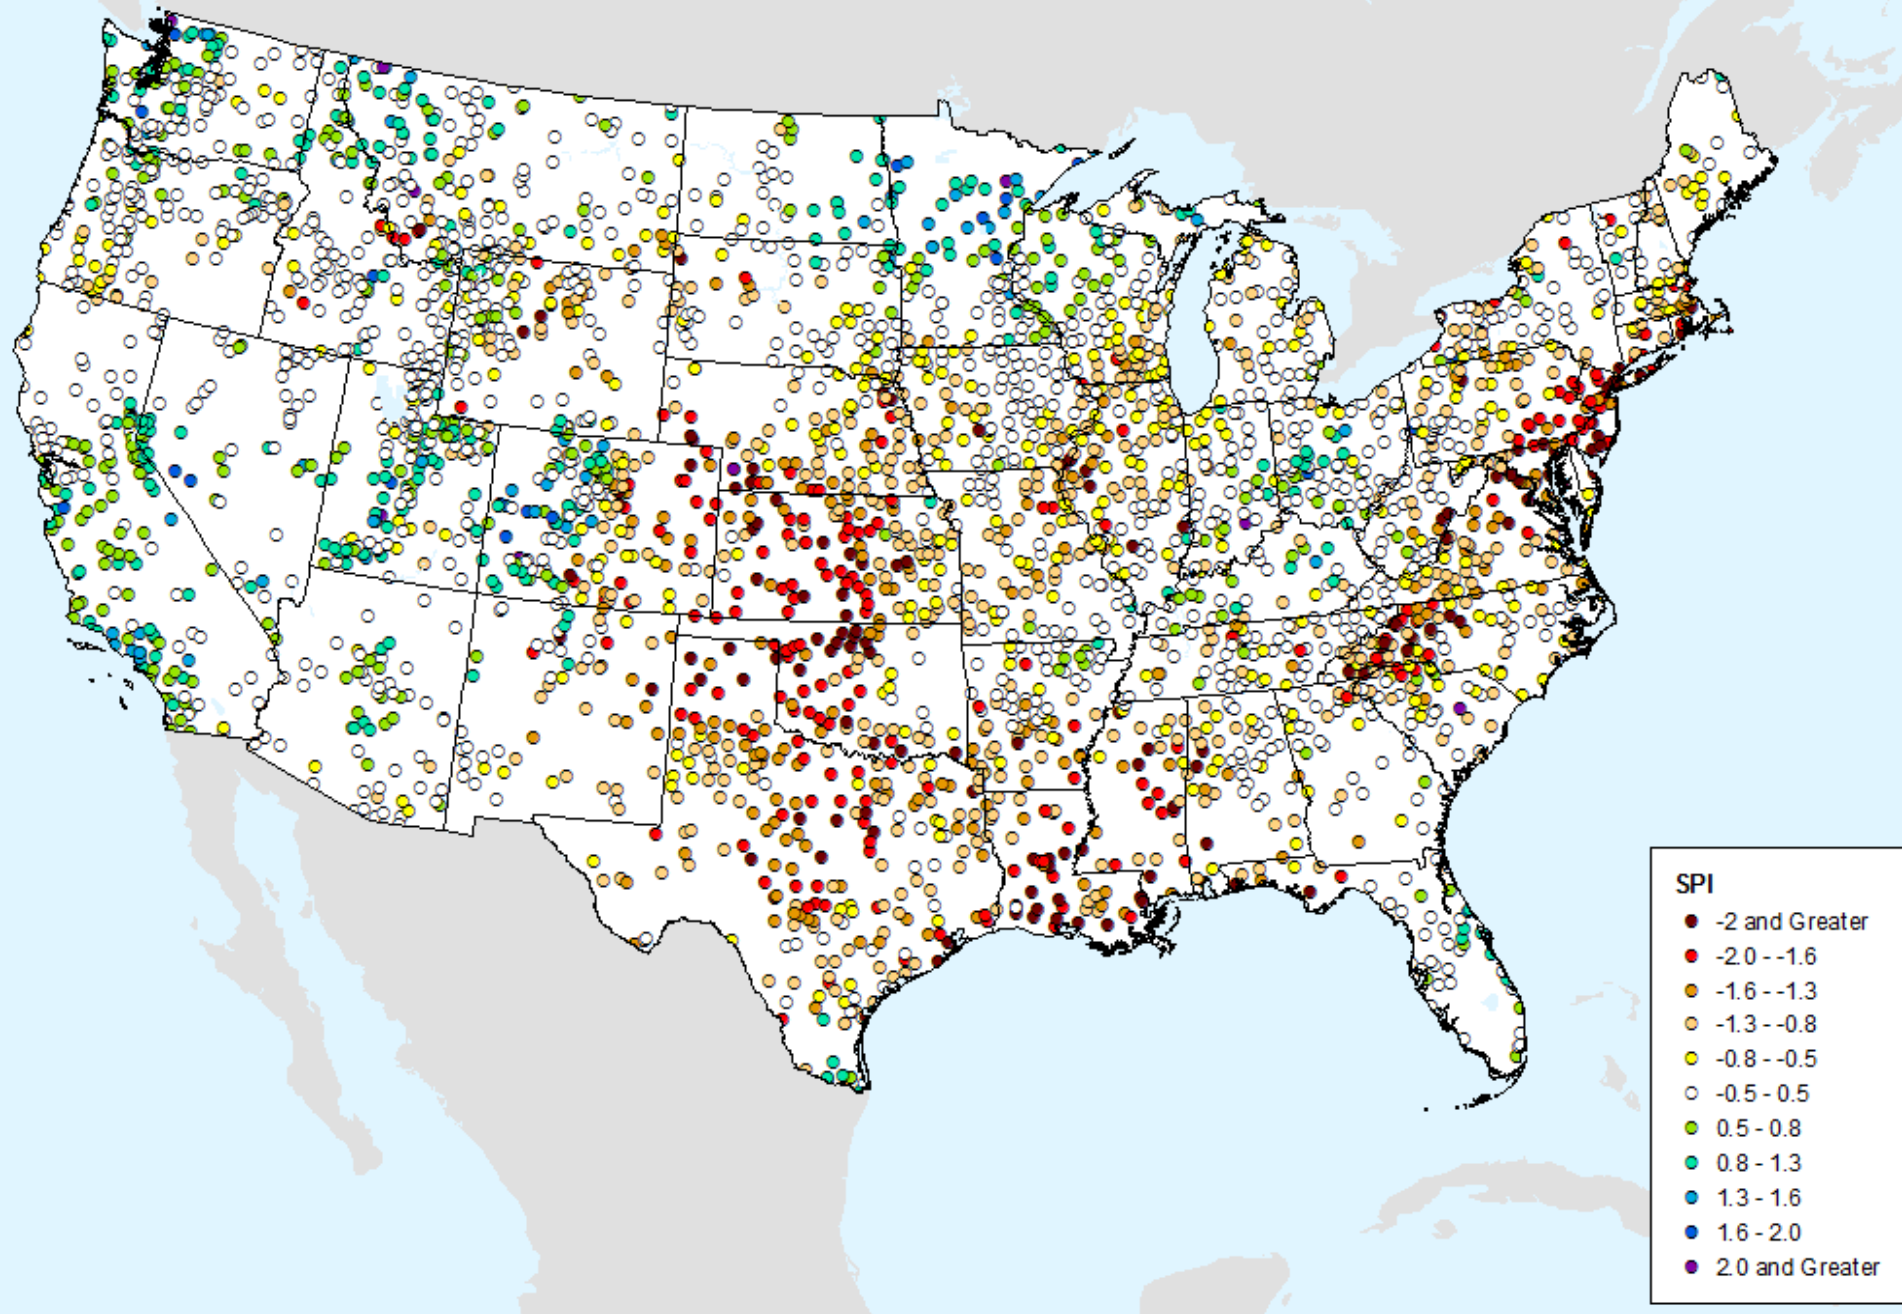 SPI
-2 and Greater
-2.0 - -1.6
-1.6 - -1.3
-1.3 - -0.8
-0.8 - -0.5
-0.5 - 0.5
0.5 - 0.8
0.8 - 1.3
1.3 - 1.6
1.6 - 2.0
2.0 and Greater